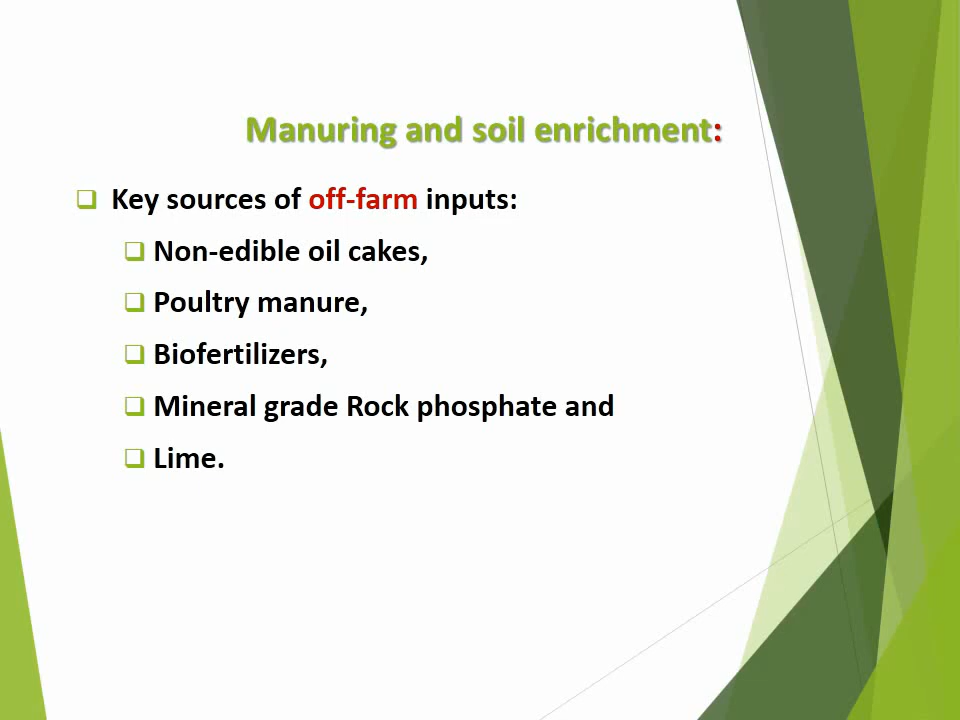 Manuring and soil enrichment:
Key sources of off-farm inputs:
Non-edible oil cakes,
Poultry manure,
Biofertilizers,
Mineral grade Rock phosphate and
Lime.